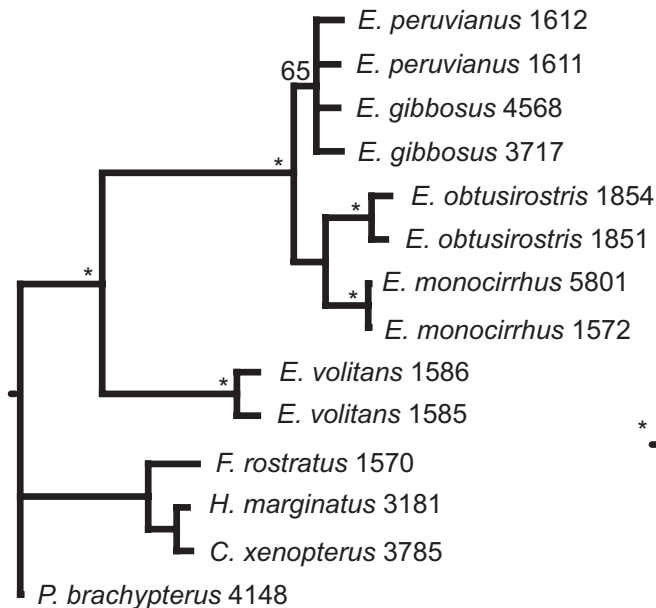 E. peruvianus 1612
65
E. peruvianus 1611
E. gibbosus 4568
E. gibbosus 3717
*
E. obtusirostris 1854
*
E. obtusirostris 1851
*
E. monocirrhus 5801
*
E. monocirrhus 1572
E. volitans 1586
*
E. volitans 1585
*
F. rostratus 1570
H. marginatus 3181
C. xenopterus 3785
P. brachypterus 4148